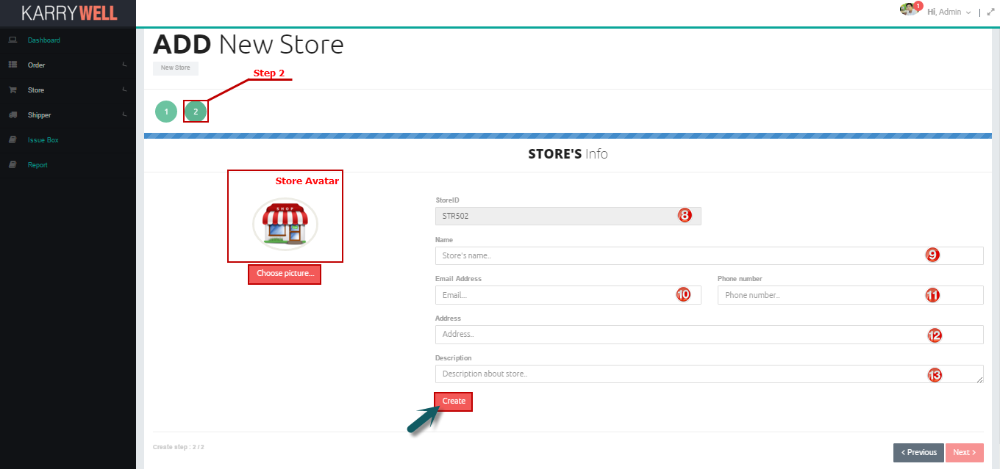 KARRYWELL
1
Hi, Admin
Dashboard
Order
Store
Shipper
Issue Box
Report
ADD New Store
New Store
Step 2
1
2
STORE'S Info
Store Avatar
SHOP
Choose picture...
StoreID
STR502
8
Name
Store's name..
9
Email Address
Phone number
Email...
10
Phone number..
11
Address
Address..
12
Description
Description about store..
13
Create
Create step : 2 / 2
< Previous
Next >